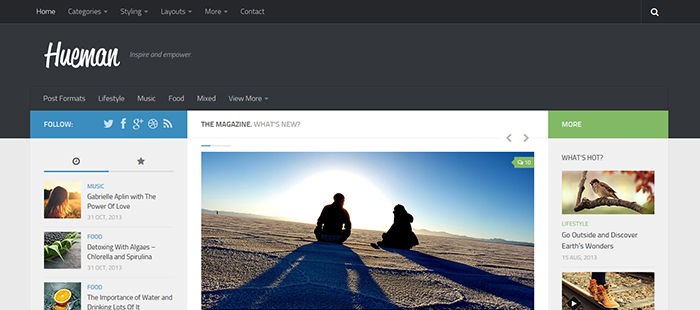 Home Categories Styling Layouts More Contact
Hueman Inspire and empower.
Post Formats Lifestyle Music Food Mixed View More
FOLLOW:
THE MAGAZINE. WHAT'S NEW?
MORE
MUSIC
Gabrielle Aplin with The
Power Of Love
31 OCT, 2013
FOOD
Detoxing With Algaes –
Chlorella and Spirulina
31 OCT, 2013
FOOD
The Importance of Water and
Drinking Lots Of It
10
WHAT'S HOT?
LIFESTYLE
Go Outside and Discover
Earth's Wonders
15 AUG, 2013